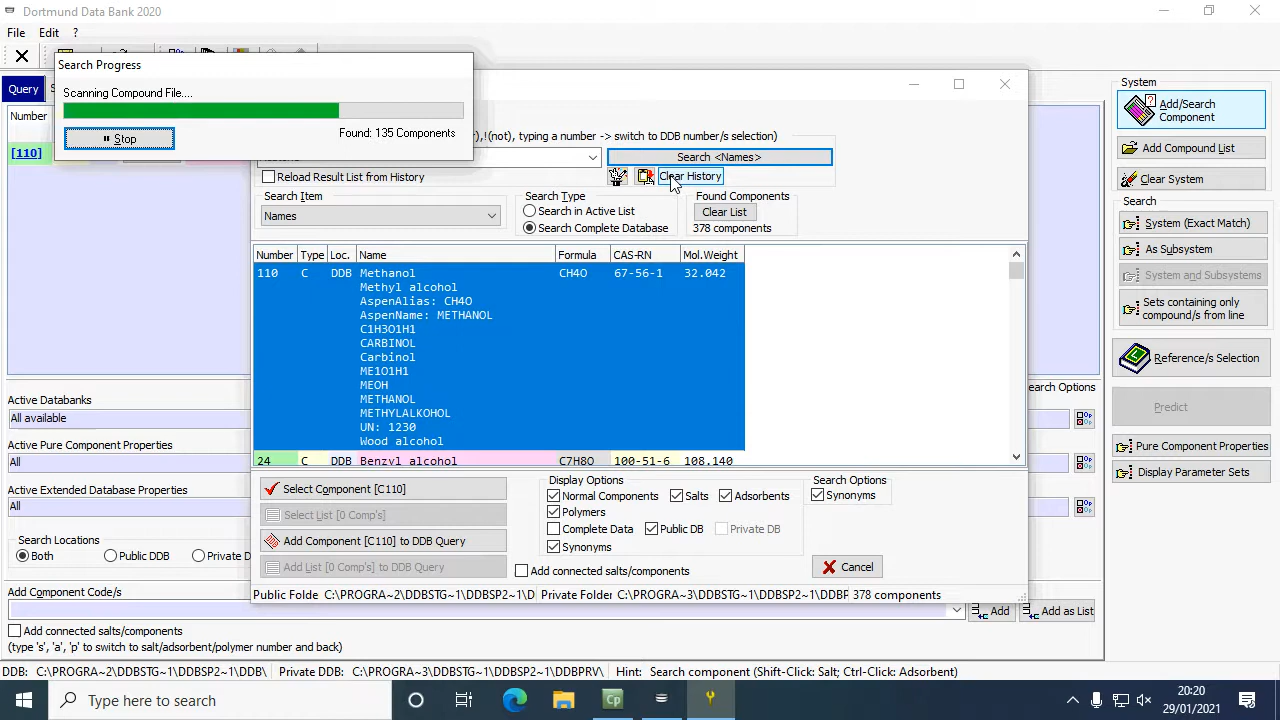 Dortmund Data Bank 2020
File Edit ?
Search Progress
Scanning Compound File....
Found: 135 Components
Stop
Query
Number
[110]
,!(not), typing a number -> switch to DDB number/s selection)
Search <Names>
Reload Result List from History
Clear History
Search Item
Names
Search Type
Search in Active List
Search Complete Database
Found Components
Clear List
378 components
Number Type Loc. Name Formula CAS-RN Mol.Weight
110 C DDB Methanol CH4O 67-56-1 32.042
Methyl alcohol
AspenAlias: CH4O
AspenName: METHANOL
C1H3O1H1
CARBINOL
Carbinol
ME1O1H1
MEOH
METHANOL
METHYLALKOHOL
UN: 1230
Wood alcohol
24 C DDB Benzyl alcohol C7H8O 100-51-6 108.140
Select Component [C110]
Select List [0 Comp's]
Add Component [C110] to DDB Query
Add List [0 Comp's] to DDB Query
Display Options
Normal Components Salts Adsorbents
Polymers
Complete Data Public DB Private DB
Synonyms
Search Options
Synonyms
Add connected salts/components
Cancel
Public Folde C:\PROGRA~2\DDBSTG~1\DDBSP2~1\D Private Folder C:\PROGRA~3\DDBSTG~1\DDBSP2~1\DDBP 378 components
System
Add/Search Component
Add Compound List
Clear System
Search
System (Exact Match)
As Subsystem
System and Subsystems
Sets containing only compound/s from line
Reference/s Selection
Predict
Pure Component Properties
Display Parameter Sets
earch Options
Active Databanks
All available
Active Pure Component Properties
All
Active Extended Database Properties
All
Search Locations
Both Public DDB Private D
Add Component Code/s
Add Add as List
Add connected salts/components
(type 's', 'a', 'p' to switch to salt/adsorbent/polymer number and back)
DDB: C:\PROGRA~2\DDBSTG~1\DDBSP2~1\DDB\ Private DDB: C:\PROGRA~3\DDBSTG~1\DDBSP2~1\DDBPRV\ Hint: Search component (Shift-Click: Salt; Ctrl-Click: Adsorbent)
Type here to search
Cp
20:20
29/01/2021